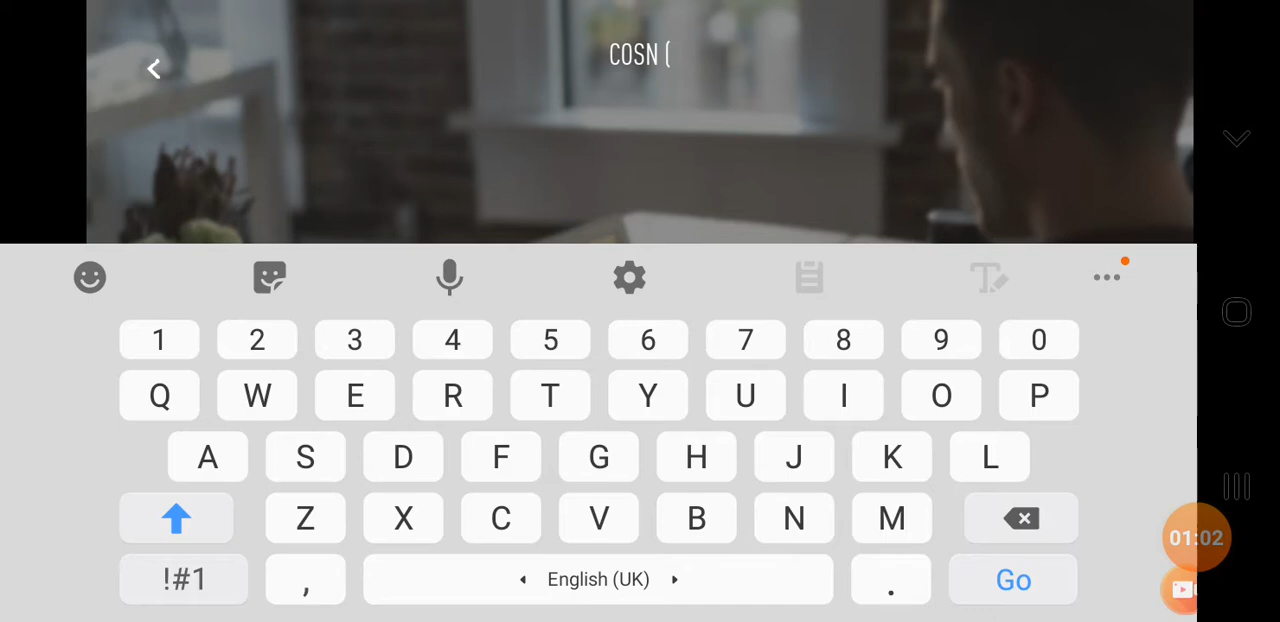 COSN (
1 2 3 4 5 6 7 8 9 0
Q W E R T Y U I O P
A S D F G H J K L
Z X C V B N M
!#1 , English (UK) . Go
01:02